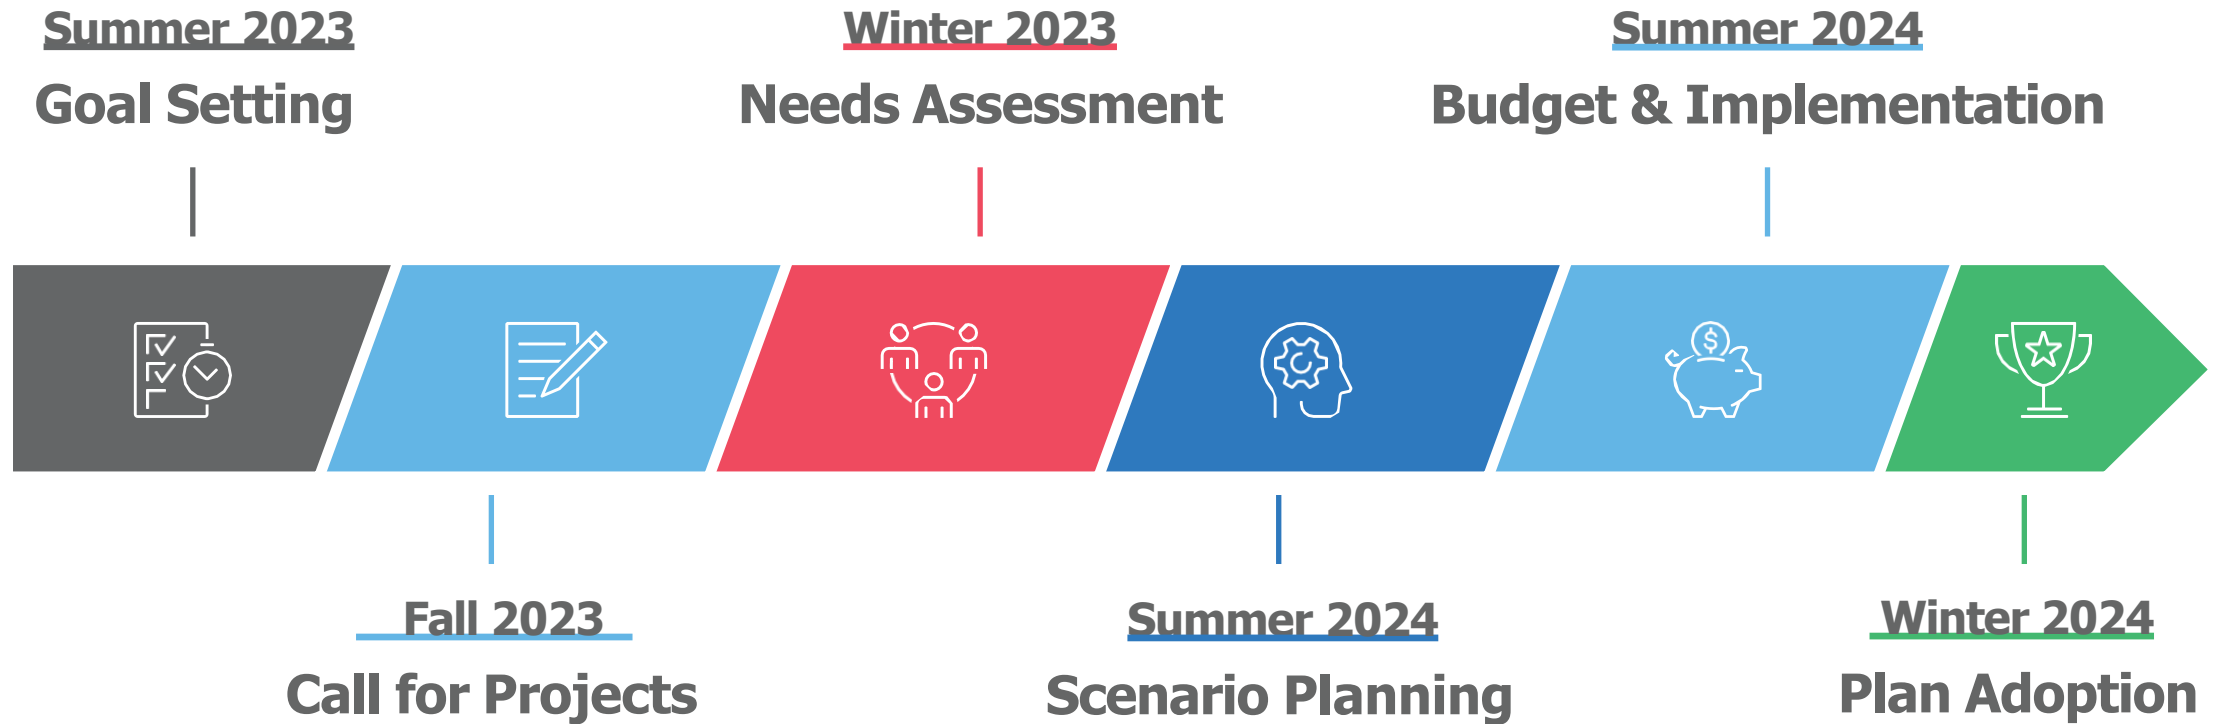 Summer 2023
Goal Setting
Fall 2023
Call for Projects
Winter 2023
Needs Assessment
Summer 2024
Scenario Planning
Summer 2024
Budget & Implementation
$
Winter 2024
Plan Adoption